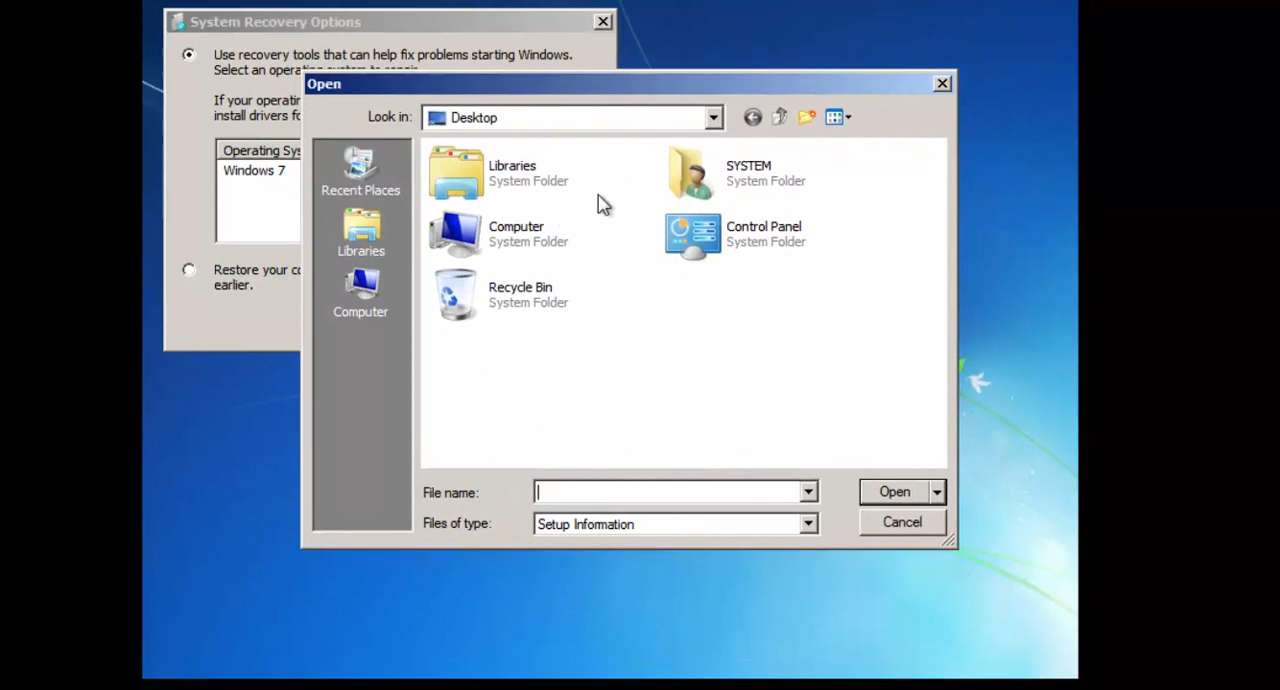 System Recovery Options
Use recovery tools that can help fix problems starting Windows.
Select an operating system to repair.
If your operatin
install drivers fo
Operating Sys
Windows 7
Restore your co
earlier.
Open
Look in:
Desktop
Recent Places
Libraries
Computer
Libraries
System Folder
SYSTEM
System Folder
Computer
System Folder
Control Panel
System Folder
Recycle Bin
System Folder
File name:
Open
Files of type:
Setup Information
Cancel